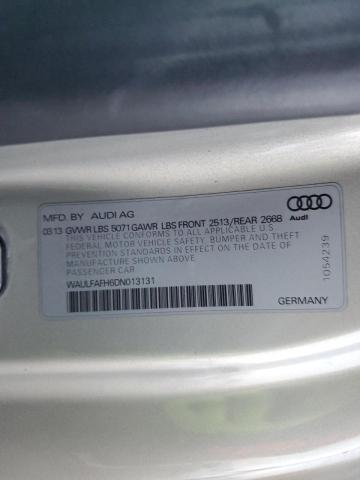 MFD. BY AUDI AG
03 13 GVWR LBS 5071 GAWR LBS FRONT 2513/REAR 2668
THIS VEHICLE CONFORMS TO ALL APPLICABLE U.S.
FEDERAL MOTOR VEHICLE SAFETY, BUMPER AND THEFT
PREVENTION STANDARDS IN EFFECT ON THE DATE OF
MANUFACTURE SHOWN ABOVE.
PASSENGER CAR
WAULFAFH6DN013131
Audi
1054239
GERMANY